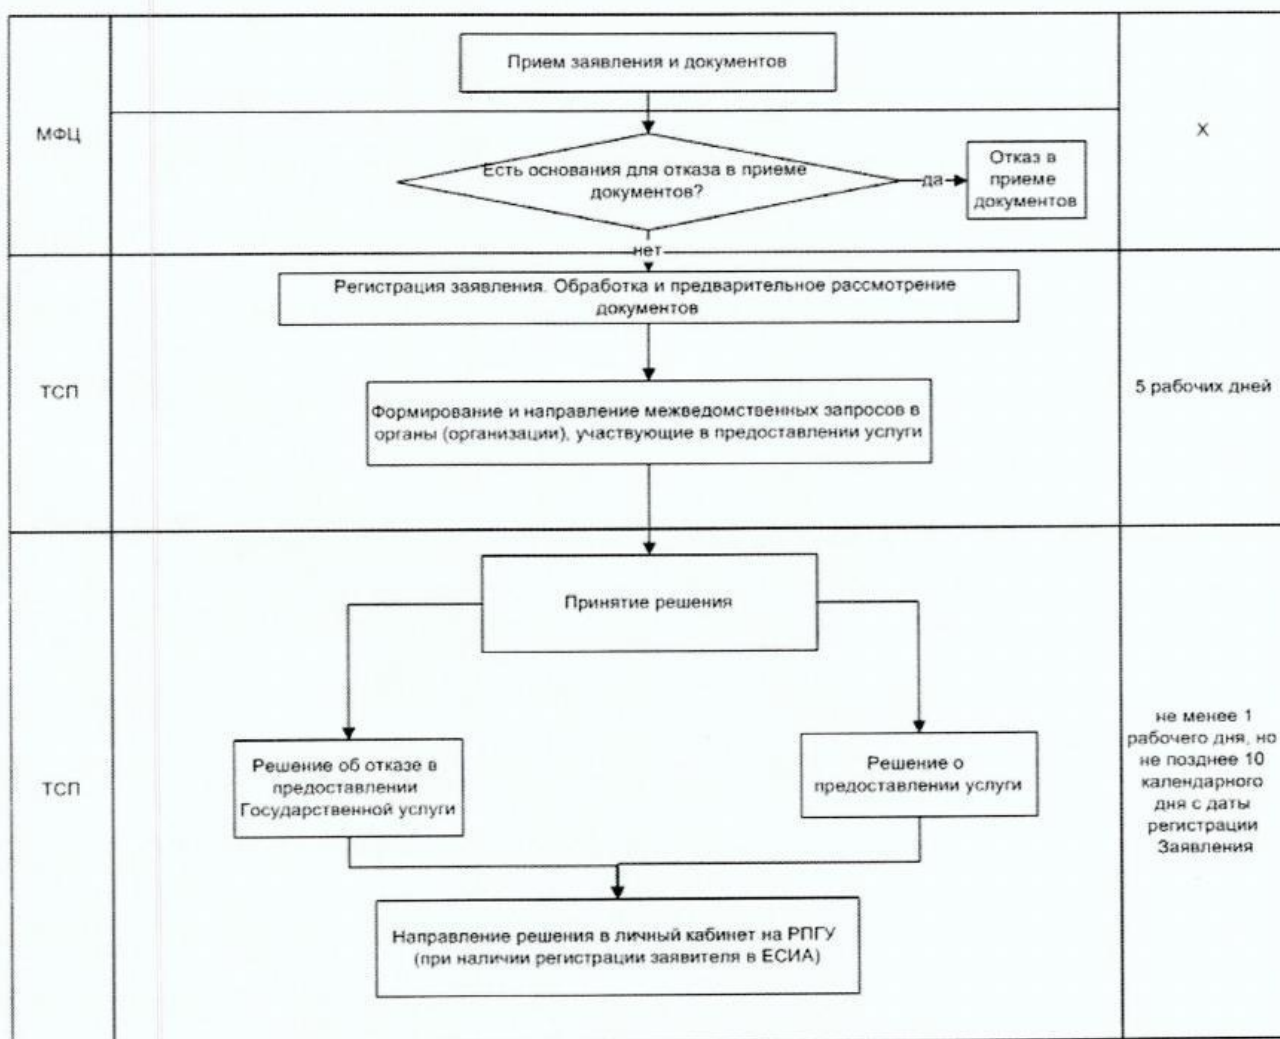 Прием заявления и документов
МФЦ
X
Есть основания для отказа в приеме
документов?
да
Отказ в
приеме
документов
нет
Регистрация заявления. Обработка и предварительное рассмотрение
документов
ТСП
5 рабочих дней
Формирование и направление межведомственных запросов в
органы (организации), участвующие в предоставлении услуги
Принятие решения
ТСП
Решение об отказе в
предоставлении
Государственной услуги
Решение о
предоставлении услуги
не менее 1
рабочего дня, но
не позднее 10
календарного
дня с даты
регистрации
Заявления
Направление решения в личный кабинет на РПГУ
(при наличии регистрации заявителя в ЕСИА)